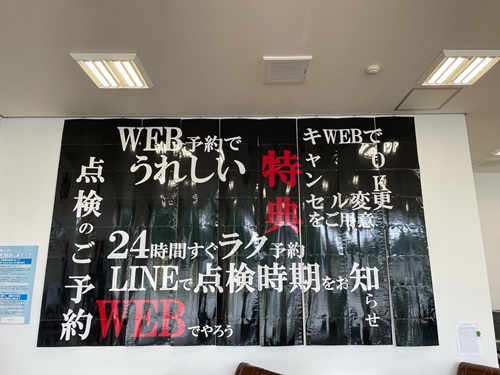 WEB予約で
うれしい
特典
をご用意
キャンセル変更
WEBでOK
24時間すぐラク予約
LINEで点検時期をお知らせ
点検のご予約
WEBでやろう